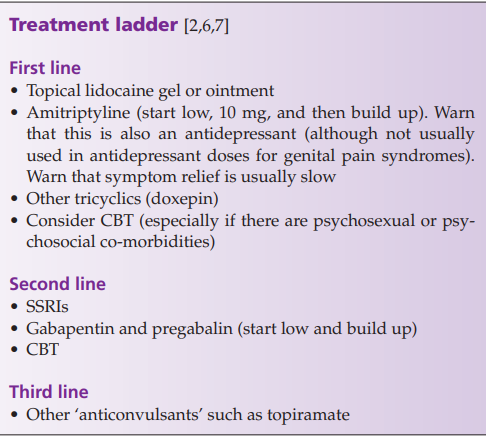 Treatment ladder [2,6,7]
First line
• Topical lidocaine gel or ointment
• Amitriptyline (start low, 10 mg, and then build up). Warn
that this is also an antidepressant (although not usually
used in antidepressant doses for genital pain syndromes).
Warn that symptom relief is usually slow
• Other tricyclics (doxepin)
• Consider CBT (especially if there are psychosexual or psy-
chosocial co-morbidities)
Second line
• SSRIs
• Gabapentin and pregabalin (start low and build up)
• CBT
Third line
• Other ‘anticonvulsants’ such as topiramate